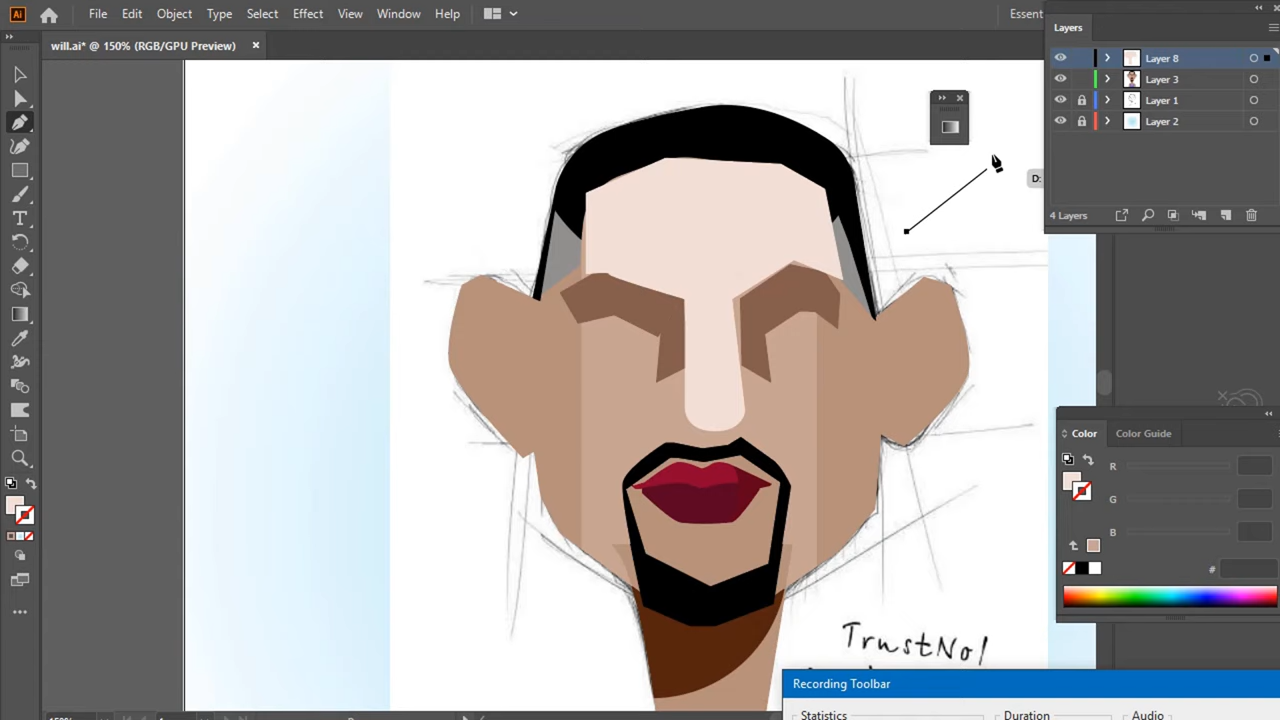 Ai File Edit Object Type Select Effect View Window Help Essent
will.ai* @ 150% (RGB/GPU Preview) ×
Layers
Layer 8
Layer 3
Layer 1
Layer 2
4 Layers
D:
Color Color Guide
R
G
B
#
TrustNo1
Recording Toolbar
Statistics Duration Audio